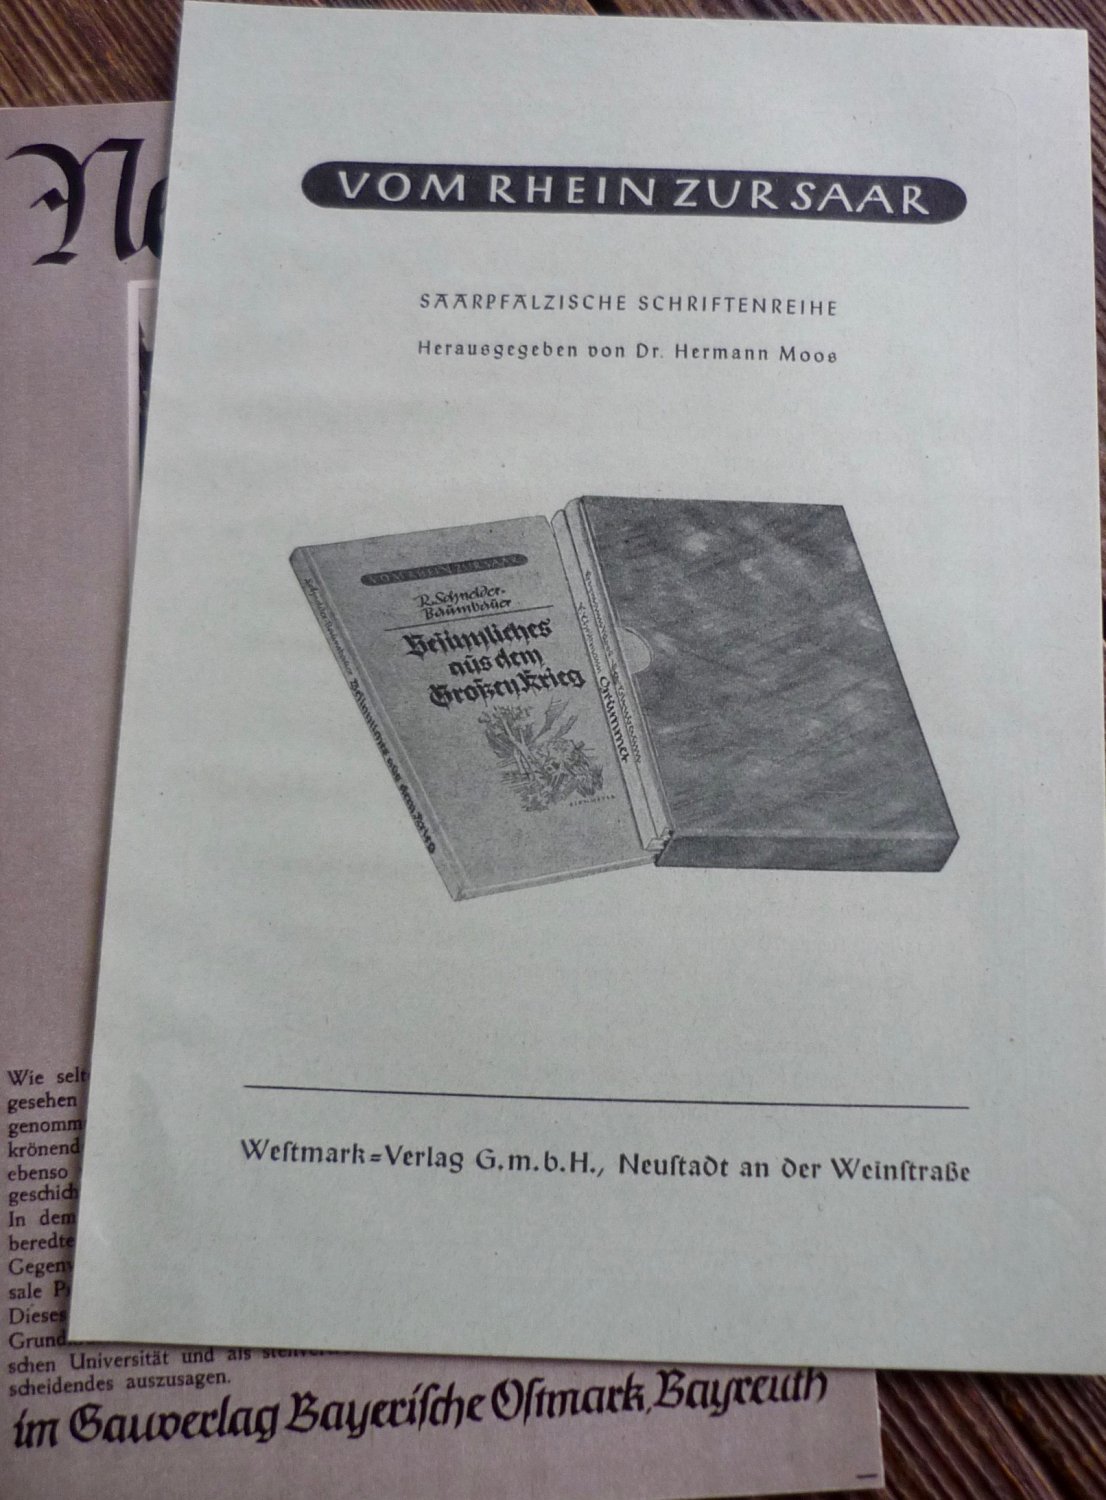 VOM RHEIN ZUR SAAR
SAARPFÄLZISCHE SCHRIFTENREIHE
Herausgegeben von Dr. Hermann Moos
VOM RHEIN ZUR SAAR
R. Schneider-
Baumbauer
Besinnliches
aus dem
Großen Krieg
Weſtmark=Verlag G.m.b.H., Neuſtadt an der Weinſtraße
Wie selt
gesehen
genomm
krönend
ebenso
geschich
In dem
beredte
Gegenw
sale P
Dieses
Grund
schen Universität und als
scheidendes auszusagen.
im Gauverlag Bayeriſche Oſtmark, Bayreuth